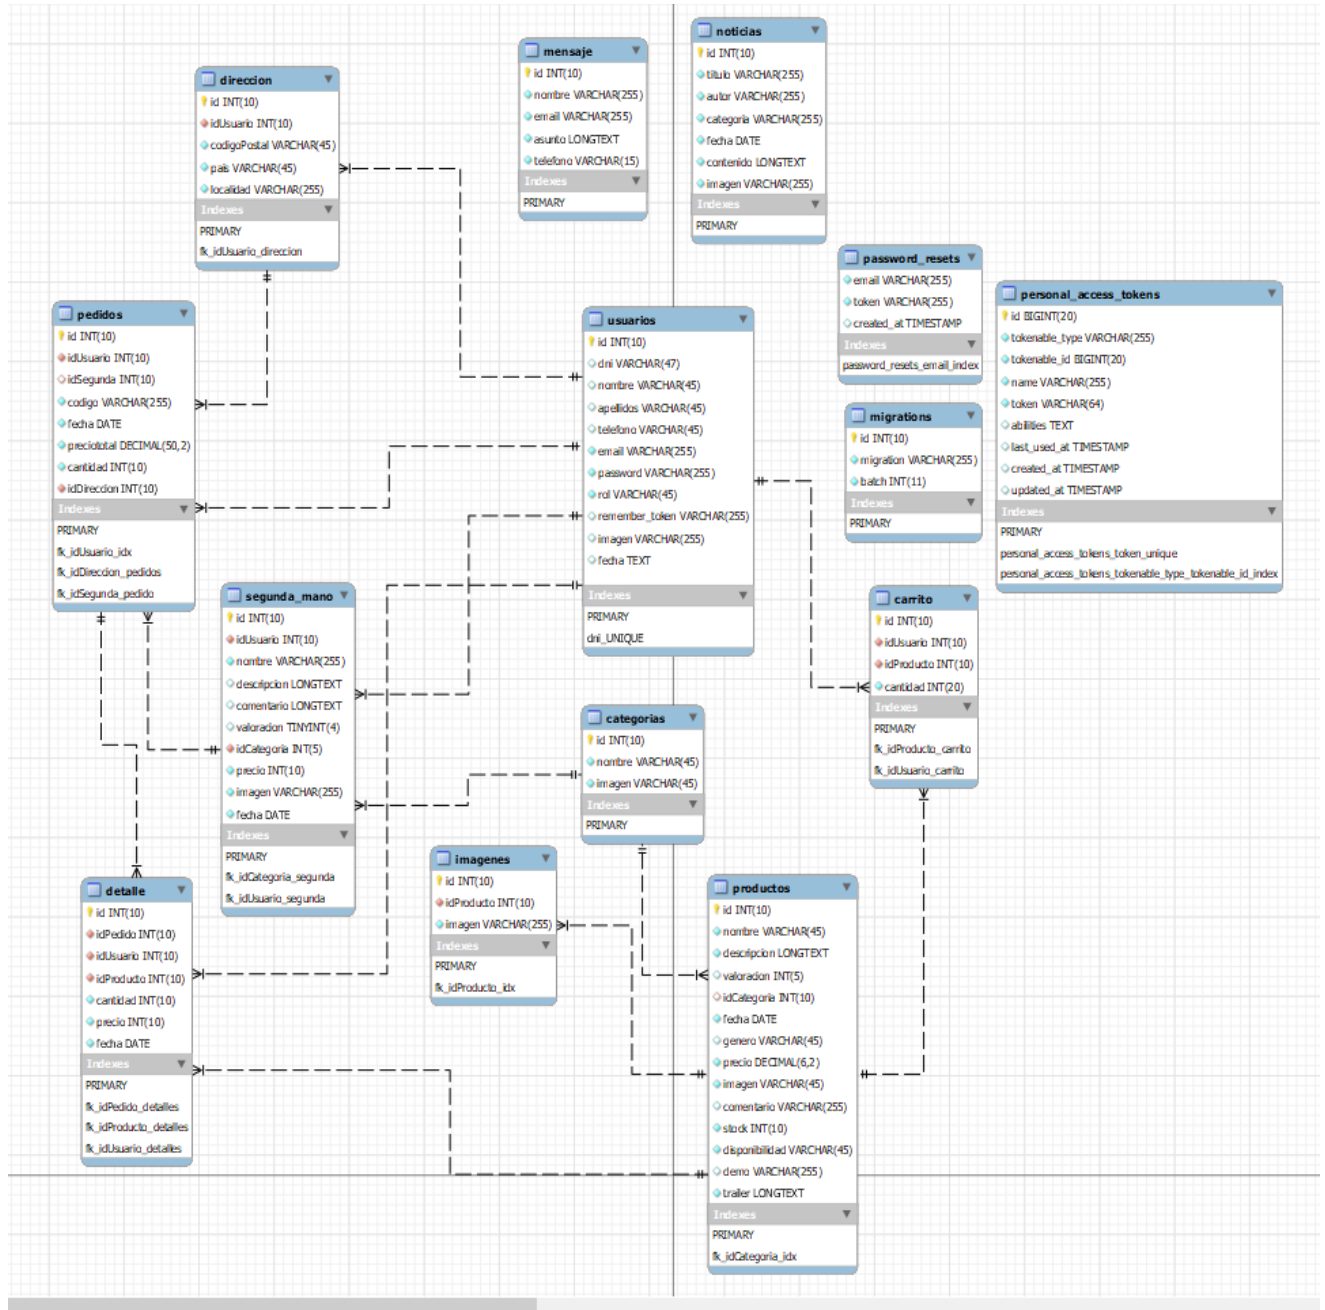 noticias
id INT(10)
titulo VARCHAR(255)
autor VARCHAR(255)
categoria VARCHAR(255)
fecha DATE
contenido LONGTEXT
imagen VARCHAR(255)
Indexes
PRIMARY
mensaje
id INT(10)
nombre VARCHAR(255)
email VARCHAR(255)
asunto LONGTEXT
telefono VARCHAR(15)
Indexes
PRIMARY
direccion
id INT(10)
idUsuario INT(10)
codigoPostal VARCHAR(45)
pais VARCHAR(45)
localidad VARCHAR(255)
Indexes
PRIMARY
fk_idUsuario_direccion
password_resets
email VARCHAR(255)
token VARCHAR(255)
created_at TIMESTAMP
Indexes
password_resets_email_index
personal_access_tokens
id BIGINT(20)
tokenable_type VARCHAR(255)
tokenable_id BIGINT(20)
name VARCHAR(255)
token VARCHAR(64)
abilities TEXT
last_used_at TIMESTAMP
created_at TIMESTAMP
updated_at TIMESTAMP
Indexes
PRIMARY
personal_access_tokens_token_unique
personal_access_tokens_tokenable_type_tokenable_id_index
pedidos
id INT(10)
idUsuario INT(10)
idSegunda INT(10)
codigo VARCHAR(255)
fecha DATE
preciototal DECIMAL(50,2)
cantidad INT(10)
idDireccion INT(10)
Indexes
PRIMARY
fk_idUsuario_idx
fk_idDireccion_pedidos
fk_idSegunda_pedido
usuarios
id INT(10)
dni VARCHAR(47)
nombre VARCHAR(45)
apellidos VARCHAR(45)
telefono VARCHAR(45)
email VARCHAR(255)
password VARCHAR(255)
rol VARCHAR(45)
remember_token VARCHAR(255)
imagen VARCHAR(255)
fecha TEXT
Indexes
PRIMARY
dni_UNIQUE
migrations
id INT(10)
migration VARCHAR(255)
batch INT(11)
Indexes
PRIMARY
segunda_mano
id INT(10)
idUsuario INT(10)
nombre VARCHAR(255)
descripcion LONGTEXT
comentario LONGTEXT
valoracion TINYINT(4)
idCategoria INT(5)
precio INT(10)
imagen VARCHAR(255)
fecha DATE
Indexes
PRIMARY
fk_idCategoria_segunda
fk_idUsuario_segunda
carrito
id INT(10)
idUsuario INT(10)
idProducto INT(10)
cantidad INT(20)
Indexes
PRIMARY
fk_idProducto_carrito
fk_idUsuario_carrito
categorias
id INT(10)
nombre VARCHAR(45)
imagen VARCHAR(45)
Indexes
PRIMARY
imagenes
id INT(10)
idProducto INT(10)
imagen VARCHAR(255)
Indexes
PRIMARY
fk_idProducto_idx
detalle
id INT(10)
idPedido INT(10)
idUsuario INT(10)
idProducto INT(10)
cantidad INT(10)
precio INT(10)
fecha DATE
Indexes
PRIMARY
fk_idPedido_detalles
fk_idProducto_detalles
fk_idUsuario_detalles
productos
id INT(10)
nombre VARCHAR(45)
descripcion LONGTEXT
valoracion INT(5)
idCategoria INT(10)
fecha DATE
genero VARCHAR(45)
precio DECIMAL(6,2)
imagen VARCHAR(45)
comentario VARCHAR(255)
stock INT(10)
disponibilidad VARCHAR(45)
demo VARCHAR(255)
trailer LONGTEXT
Indexes
PRIMARY
fk_idCategoria_idx